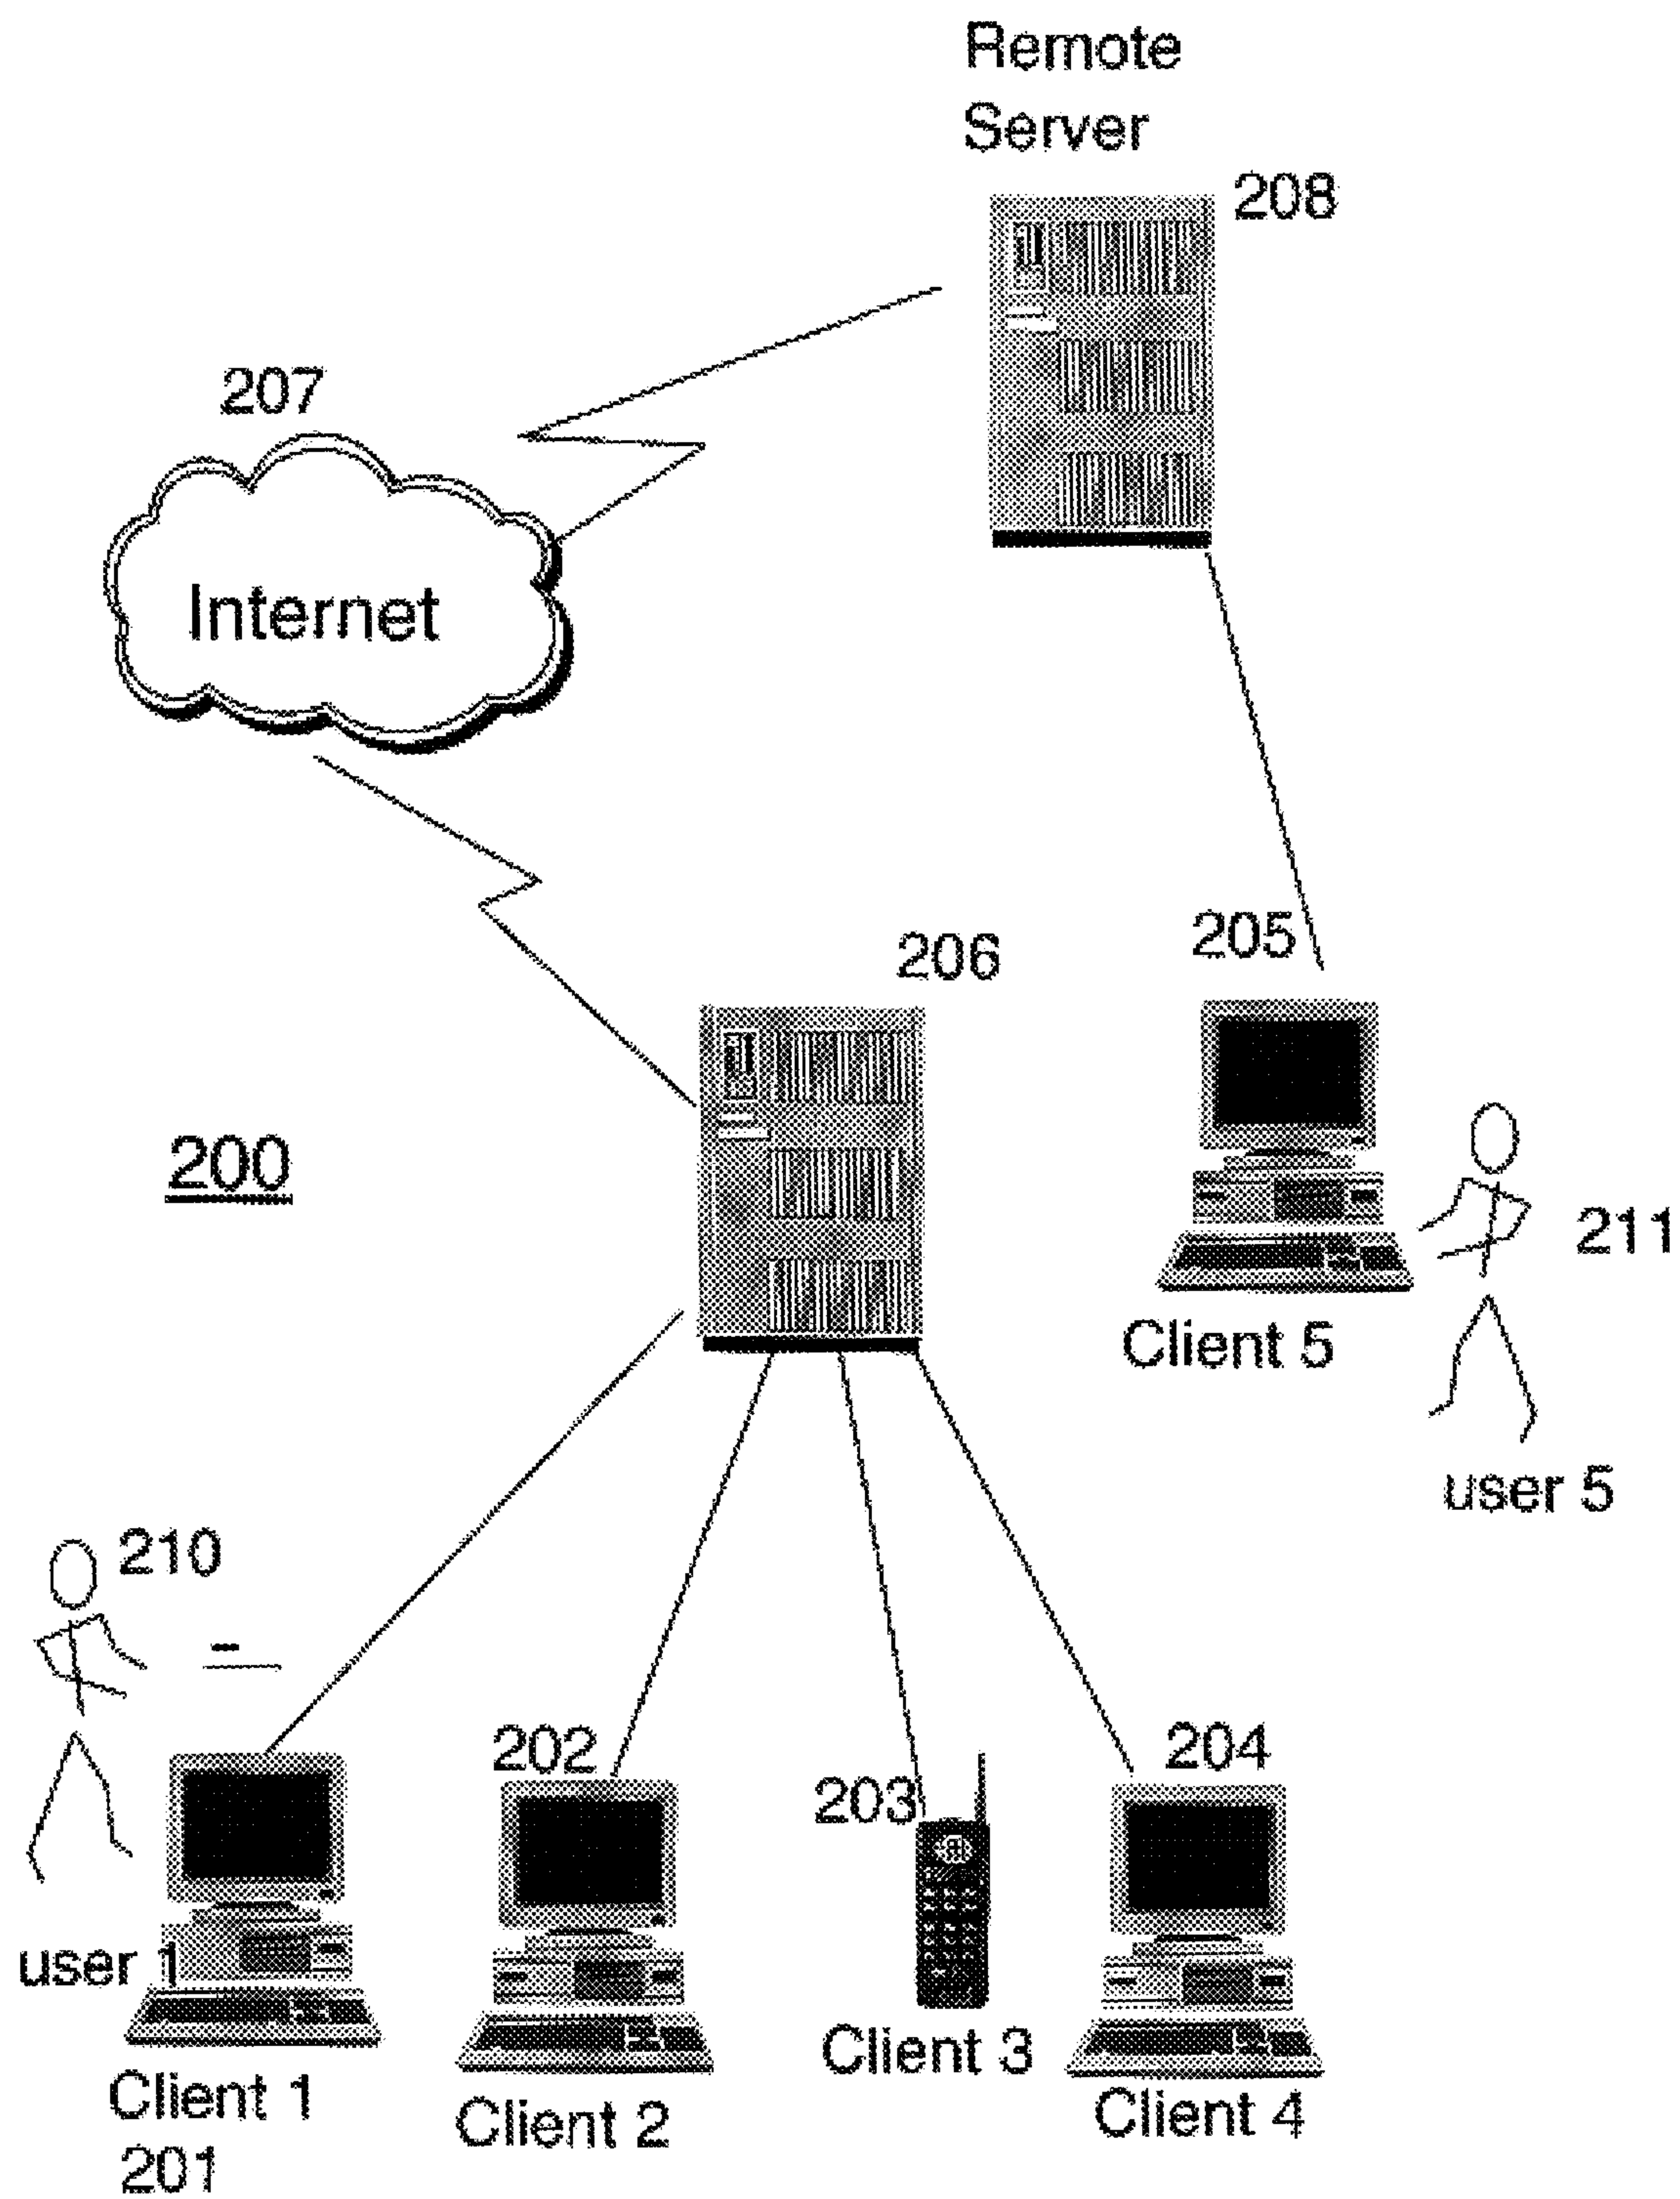 Remote
Server
208
207
Internet
206
205
200
211
Client 5
user 5
210
202
204
203
user 1
Client 3
Client 1
Client 2
Client 4
201